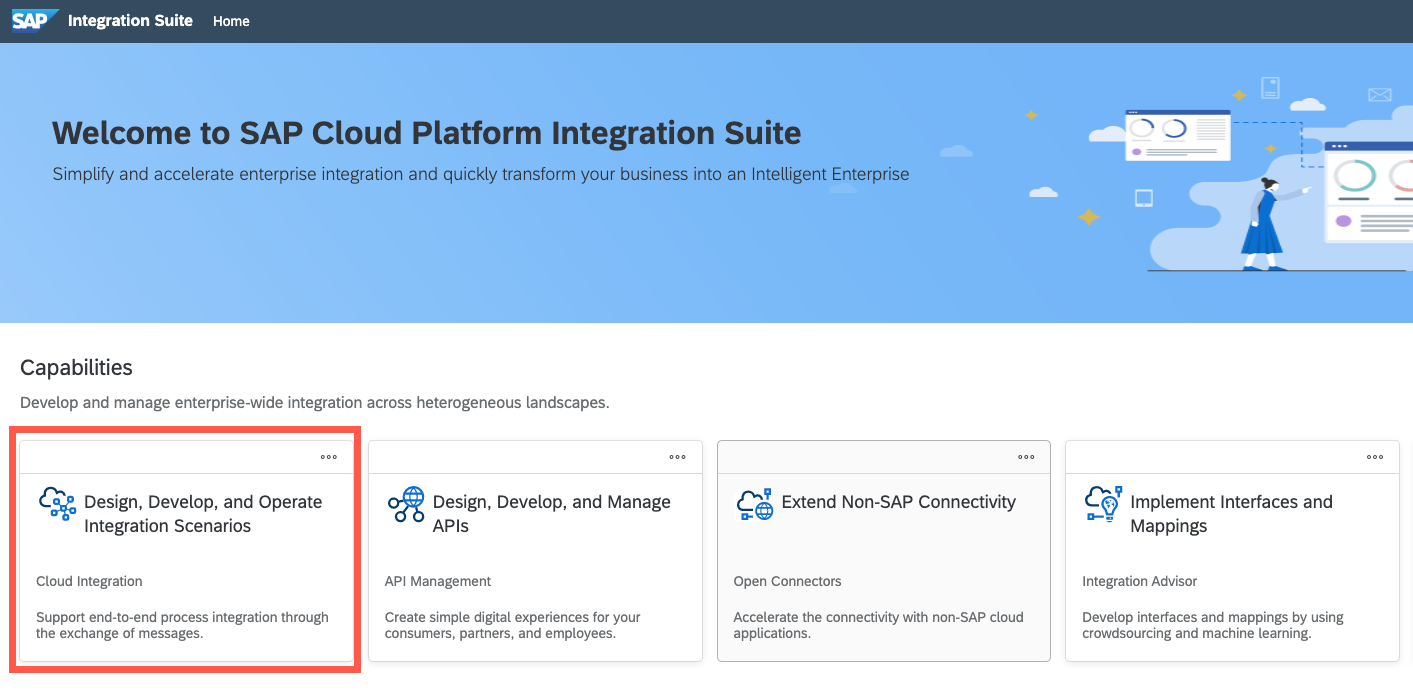 SAP Integration Suite Home
Welcome to SAP Cloud Platform Integration Suite
Simplify and accelerate enterprise integration and quickly transform your business into an Intelligent Enterprise
Capabilities
Develop and manage enterprise-wide integration across heterogeneous landscapes.
Design, Develop, and Operate
Integration Scenarios
Cloud Integration
Support end-to-end process integration through
the exchange of messages.
Design, Develop, and Manage
APIs
API Management
Create simple digital experiences for your
consumers, partners, and employees.
Extend Non-SAP Connectivity
Open Connectors
Accelerate the connectivity with non-SAP cloud
applications.
Implement Interfaces and
Mappings
Integration Advisor
Develop interfaces and mappings by using
crowdsourcing and machine learning.